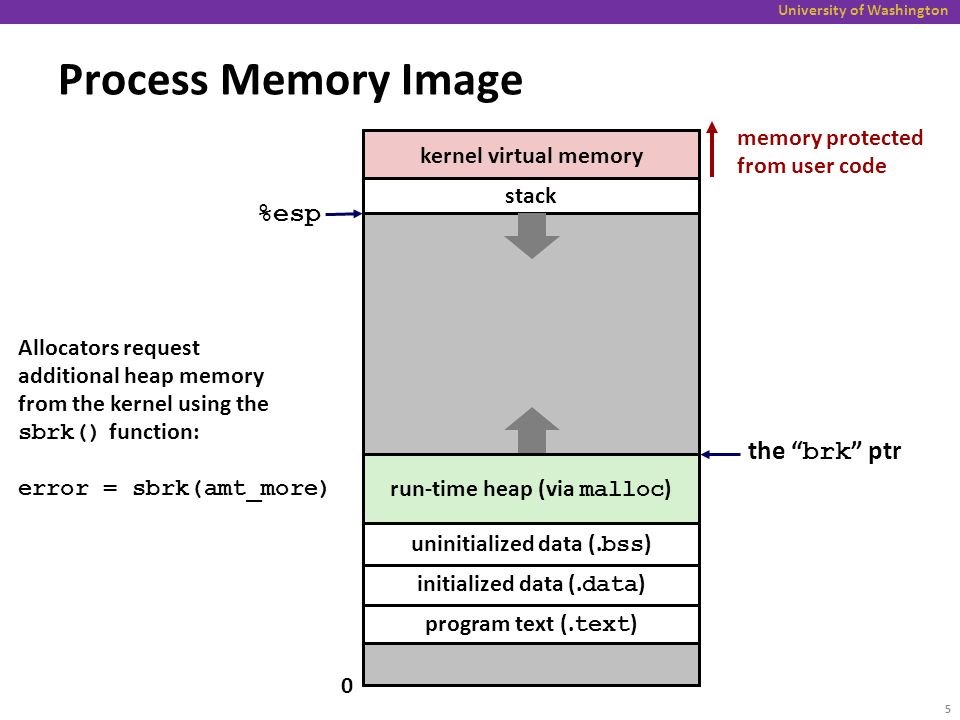 University of Washington
Process Memory Image
memory protected
from user code
kernel virtual memory
stack
%esp
Allocators request
additional heap memory
from the kernel using the
sbrk() function:
error = sbrk(amt_more)
the “brk” ptr
run-time heap (via malloc)
uninitialized data (.bss)
initialized data (.data)
program text (.text)
0
5